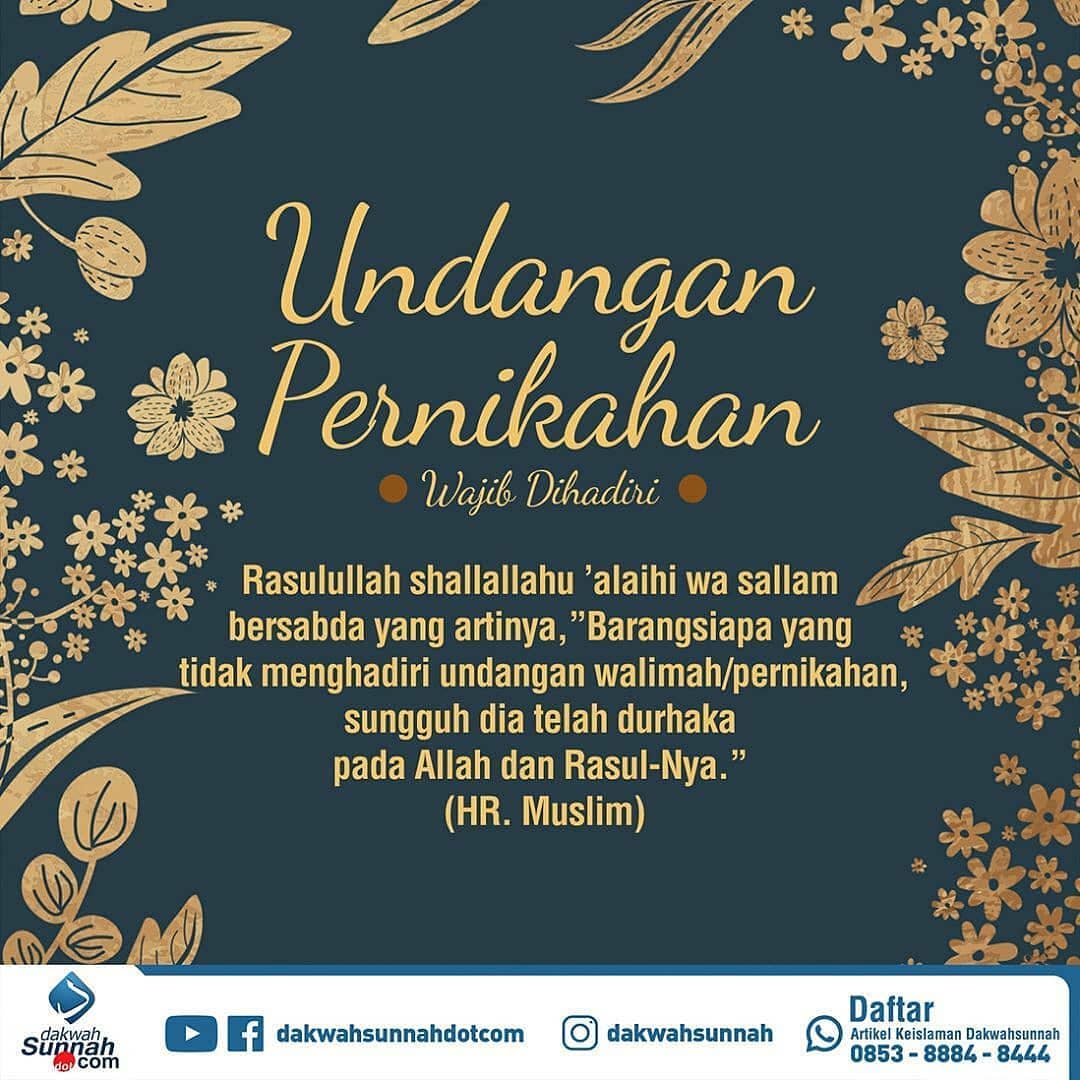 Undangan
Pernikahan
Wajib Dihadiri
Rasulullah shallallahu ’alaihi wa sallam
bersabda yang artinya,”Barangsiapa yang
tidak menghadiri undangan walimah/pernikahan,
sungguh dia telah durhaka
pada Allah dan Rasul-Nya.”
(HR. Muslim)
dakwah
Sunnah
dot com
dakwahsunnahdotcom
dakwahsunnah
Daftar
Artikel Keislaman Dakwahsunnah
0853 - 8884 - 8444